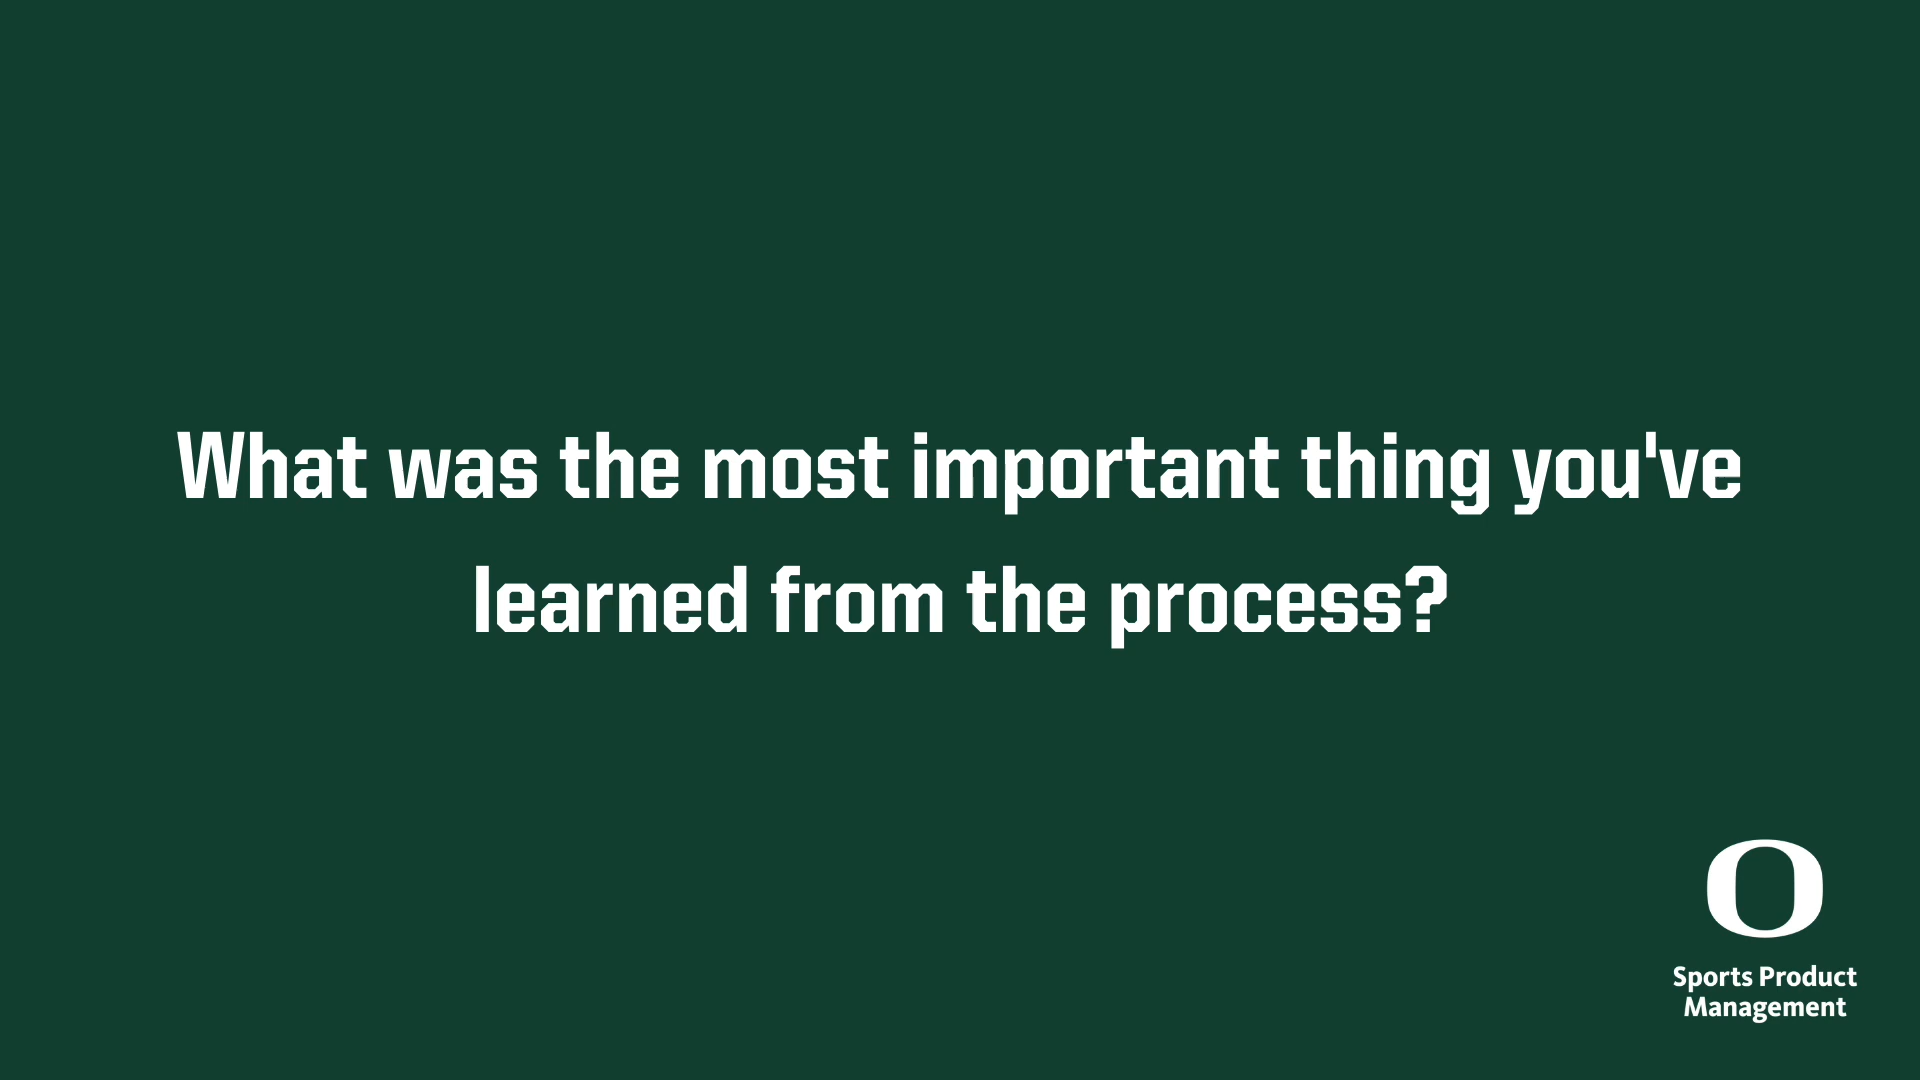 What was the most important thing you've
learned from the process?
O
Sports Product
Management